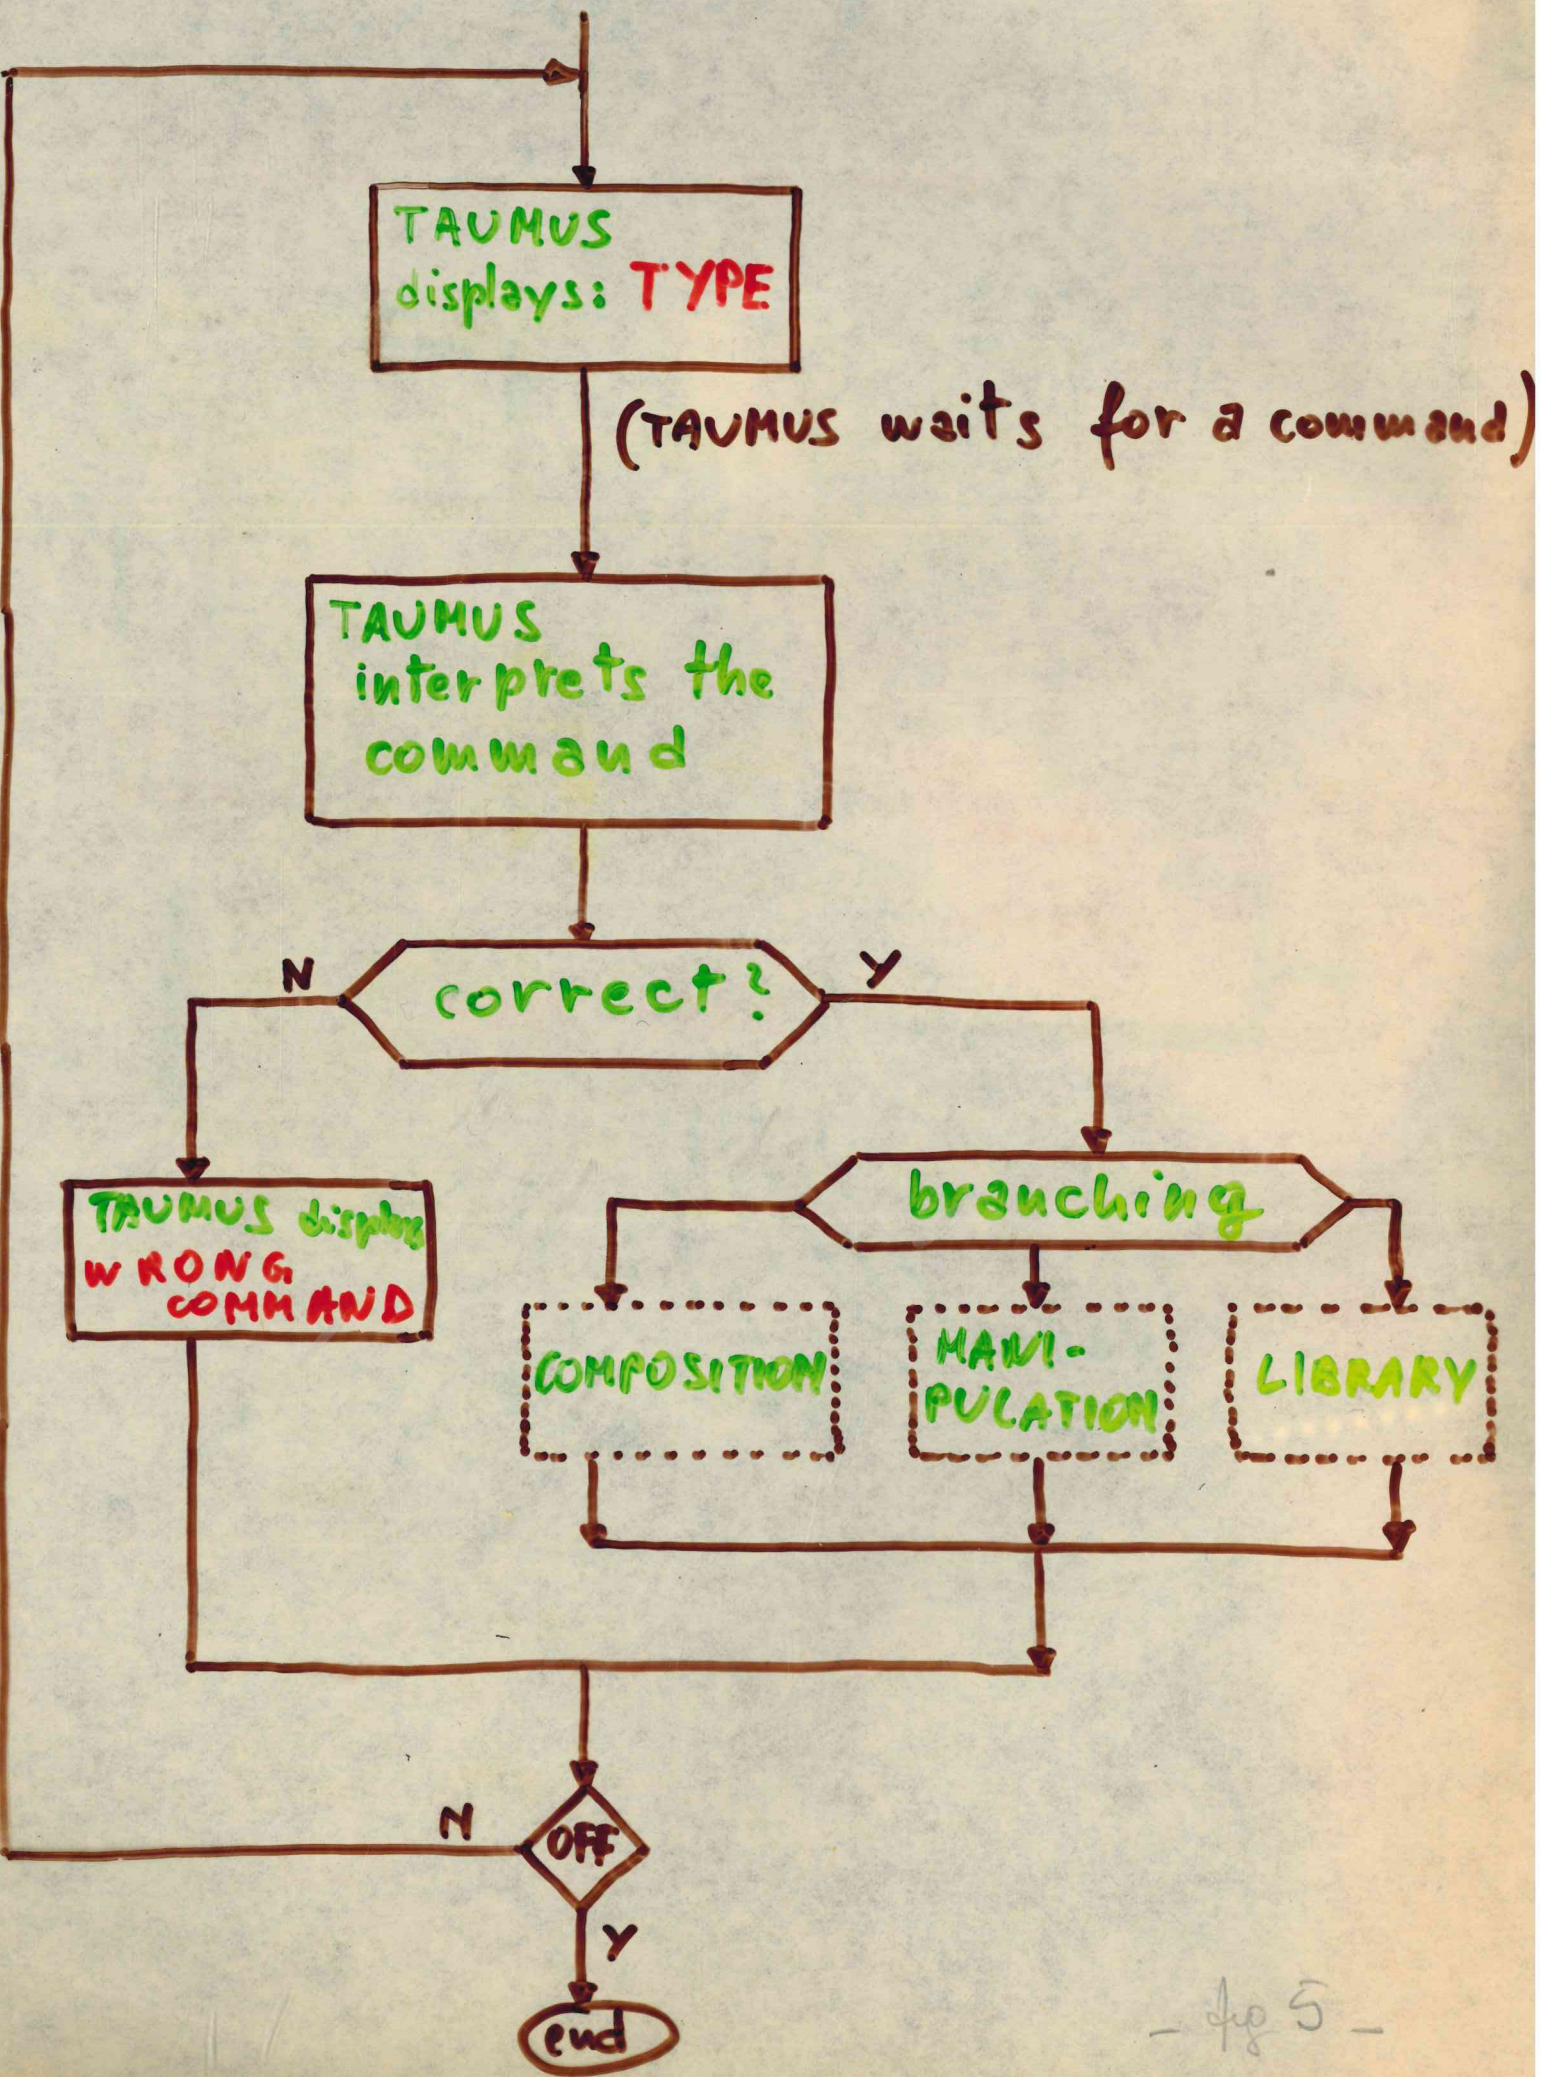 TAUMUS
displays: TYPE
(TAUMUS waits for a command)
TAUMUS
interprets the
command
N
correct?
Y
TAUMUS displays
WRONG
COMMAND
branching
COMPOSITION
MANI-
PULATION
LIBRARY
N
OFF
Y
end
- fig 5 -